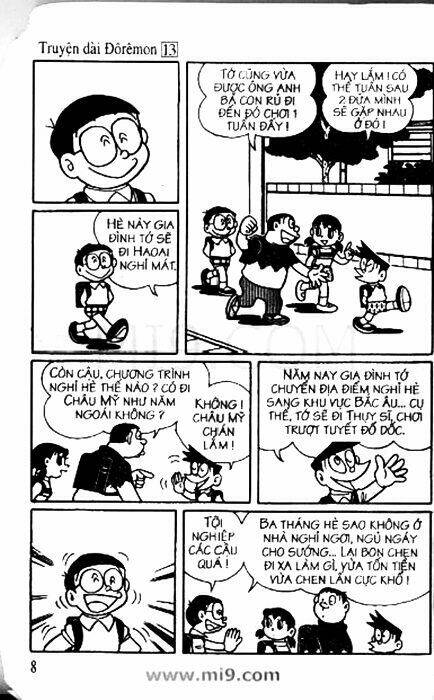 Truyện dài Đôrêmon 13
TỚ CŨNG VỪA
ĐƯỢC ÔNG ANH
BÀ CON RỦ ĐI
ĐẾN ĐÓ CHƠI 1
TUẦN ĐẤY!
HAY LẮM! CÓ
THỂ TUẦN SAU
2 ĐỨA MÌNH
SẼ GẶP NHAU
Ở ĐÓ!
HÈ NÀY GIA
ĐÌNH TỚ SẼ
ĐI HAOAI
NGHỈ MÁT.
CÒN CẬU, CHƯƠNG TRÌNH
NGHỈ HÈ THẾ NÀO? CÓ ĐI
CHÂU MỸ NHƯ NĂM
NGOÁI KHÔNG?
KHÔNG!
CHÂU MỸ
CHÁN
LẮM!
NĂM NAY GIA ĐÌNH TỚ
CHUYỂN ĐỊA ĐIỂM NGHỈ HÈ
SANG KHU VỰC BẮC ÂU... CỤ
THỂ, TỚ SẼ ĐI THỤY SĨ, CHƠI
TRƯỢT TUYẾT ĐỔ DỐC.
TỘI
NGHIỆP
CÁC CẬU
QUÁ!
BA THÁNG HÈ SAO KHÔNG Ở
NHÀ NGHỈ NGƠI, NGỦ NGÁY
CHO SƯỚNG... LẠI BON CHEN
ĐI XA LÀM GÌ, VỪA TỐN TIỀN
VỪA CHEN LẤN CỰC KHỔ!
8
www.mi9.com